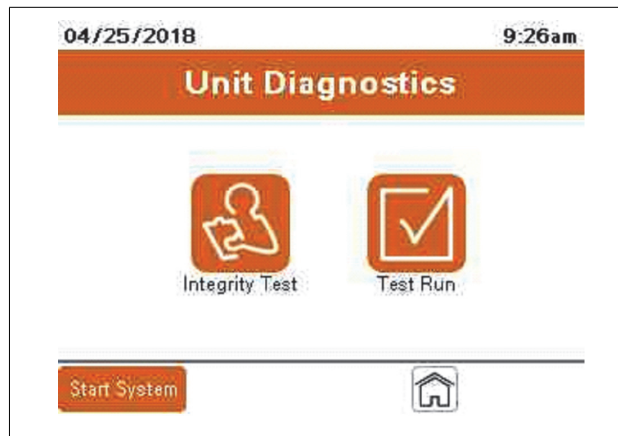 04/25/2018 9:26am
Unit Diagnostics
Integrity Test Test Run
Start System